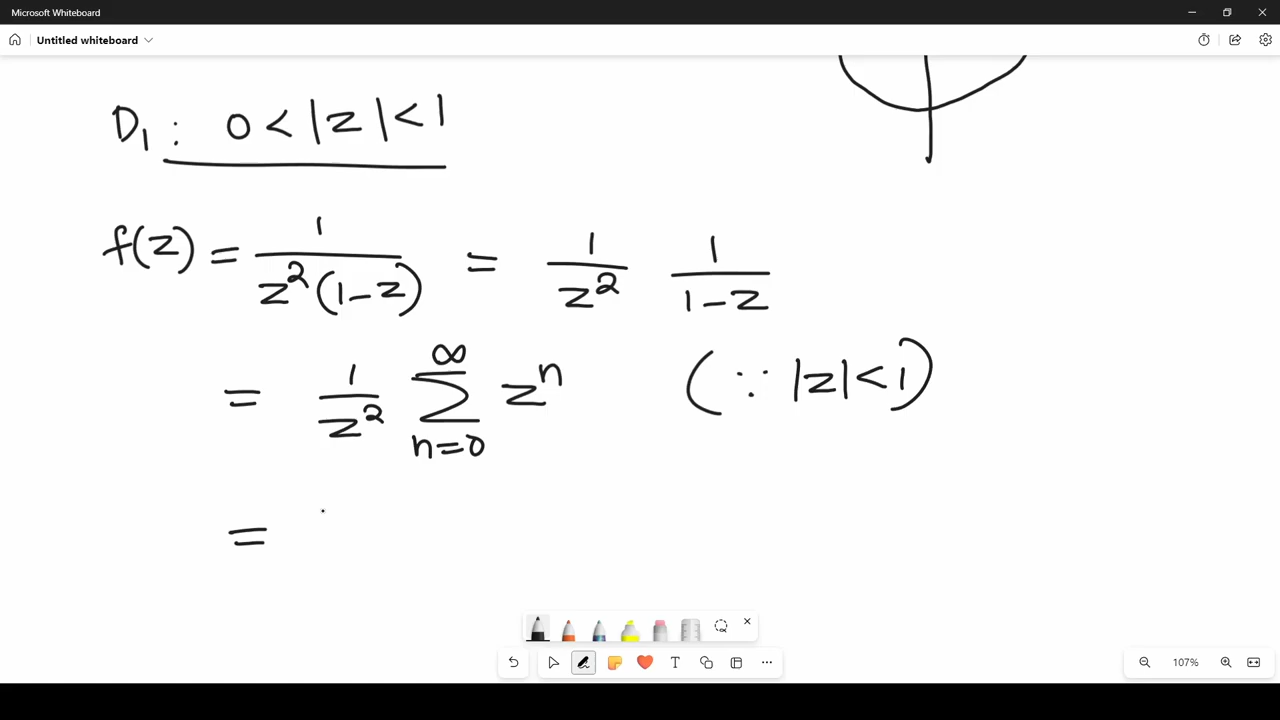 Microsoft Whiteboard
Untitled whiteboard
D₁ : 0 < |z| < 1
f(z) = 1/(z²(1-z)) = 1/z² 1/(1-z)
= 1/z² ∑_{n=0}^{∞} zⁿ (∵ |z| < 1)
=
107%